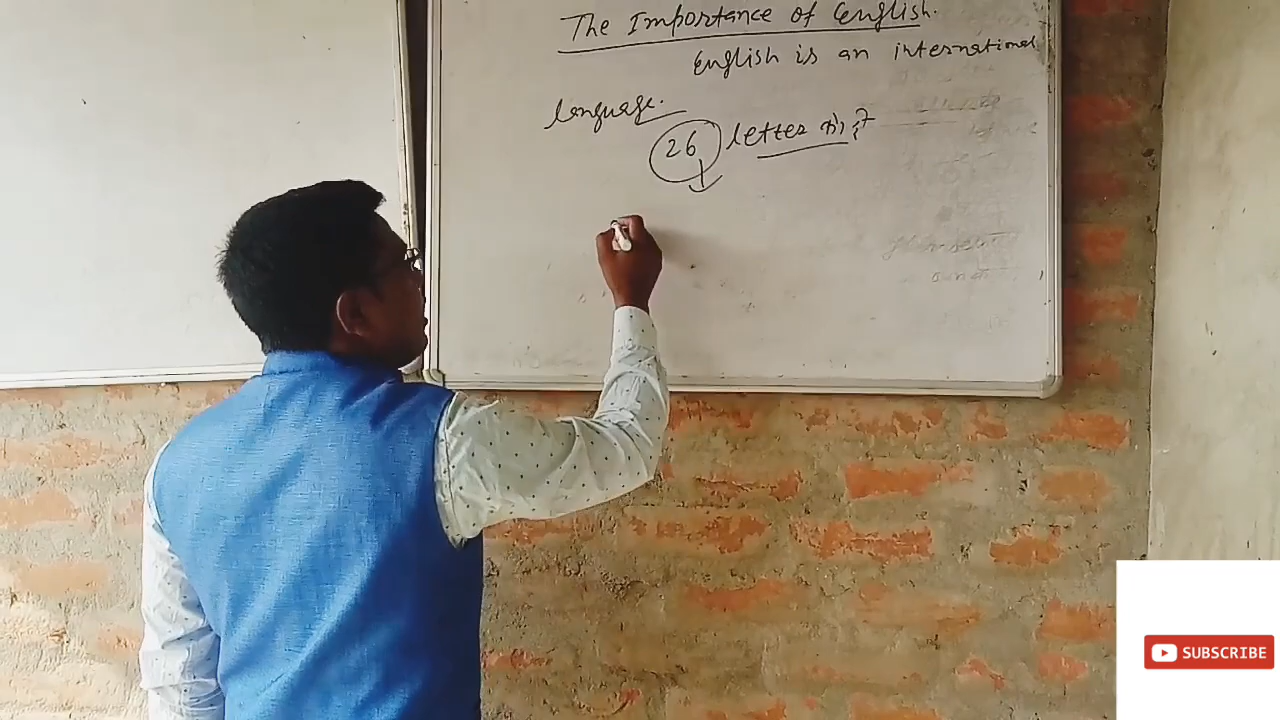 The Importance of English.
English is an international
language.
26 letter
SUBSCRIBE